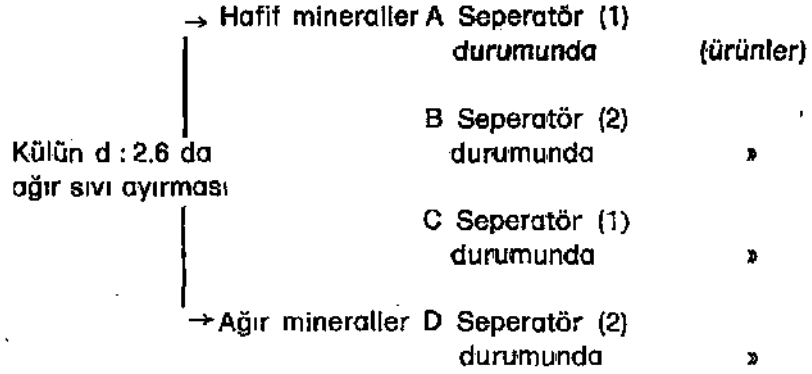 → Hafif mineraller A Seperatör (1)
durumunda (ürünler)
B Seperatör (2)
Külün d : 2.6 da durumunda »
ağır sıvı ayırması
C Seperatör (1)
durumunda »
→ Ağır mineraller D Seperatör (2)
durumunda »